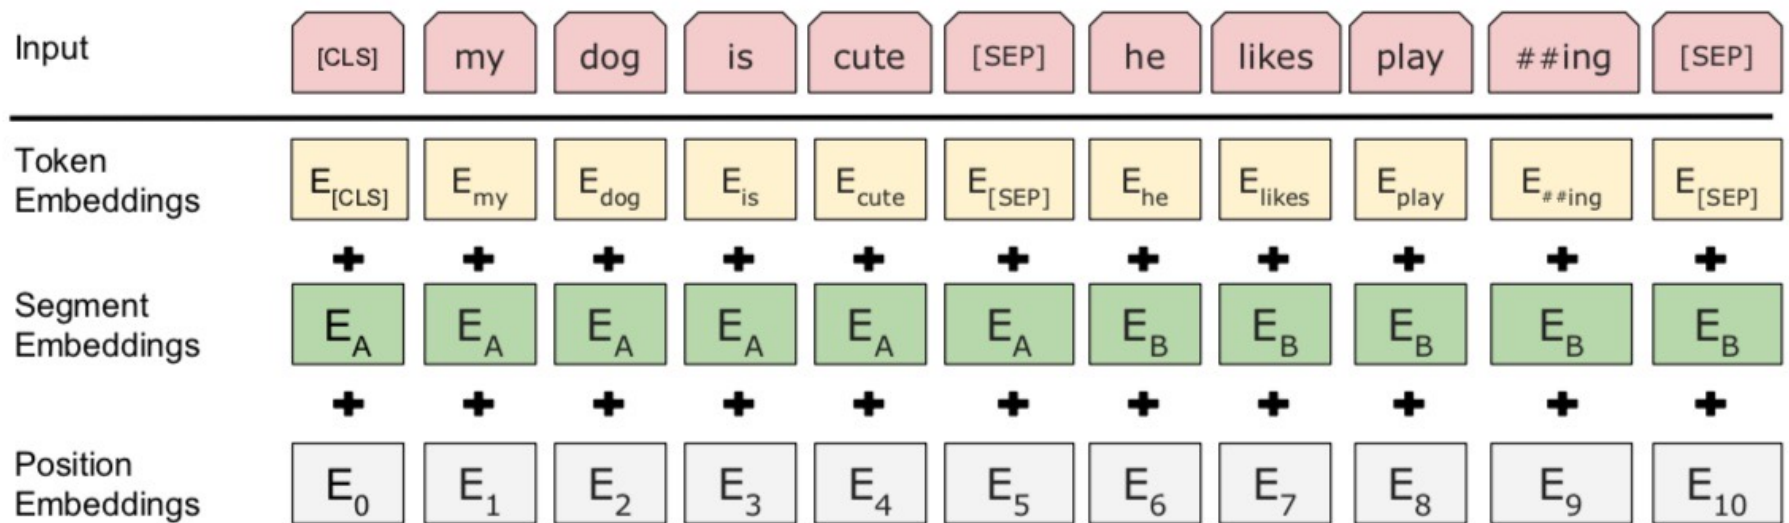 Input [CLS] my dog is cute [SEP] he likes play ##ing [SEP]
Token Embeddings E[CLS] Emy Edog Eis Ecute E[SEP] Ehe Elikes Eplay E##ing E[SEP]
+ + + + + + + + + + +
Segment Embeddings EA EA EA EA EA EA EB EB EB EB EB
+ + + + + + + + + + +
Position Embeddings E0 E1 E2 E3 E4 E5 E6 E7 E8 E9 E10